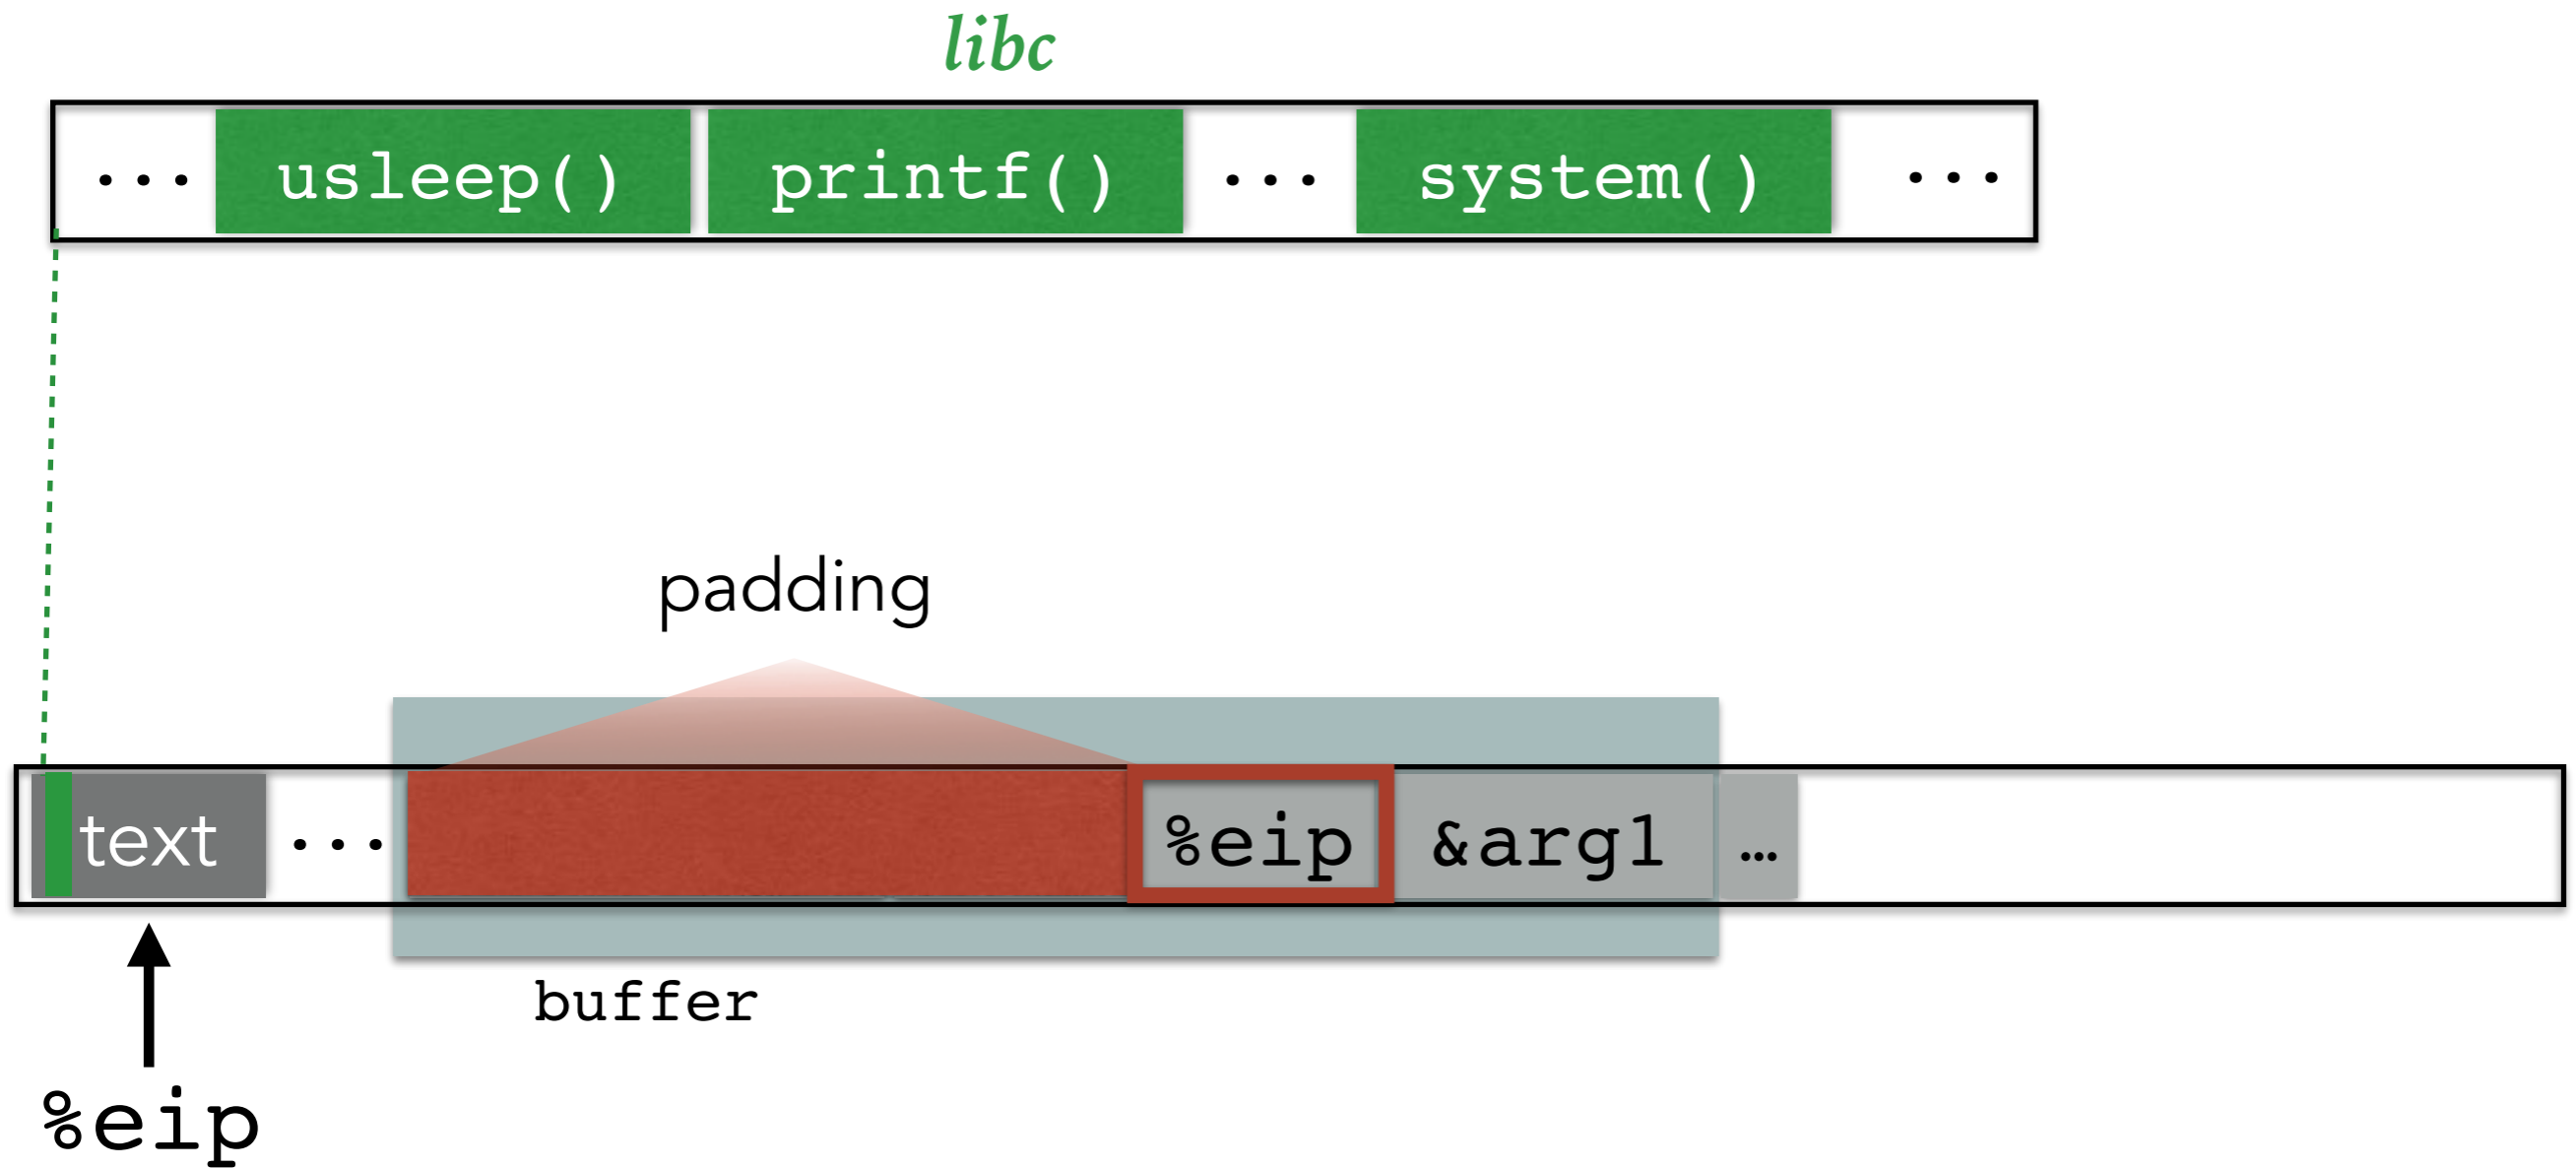 libc
... usleep() printf() ... system() ...
padding
text ... %eip &arg1 ...
buffer
%eip